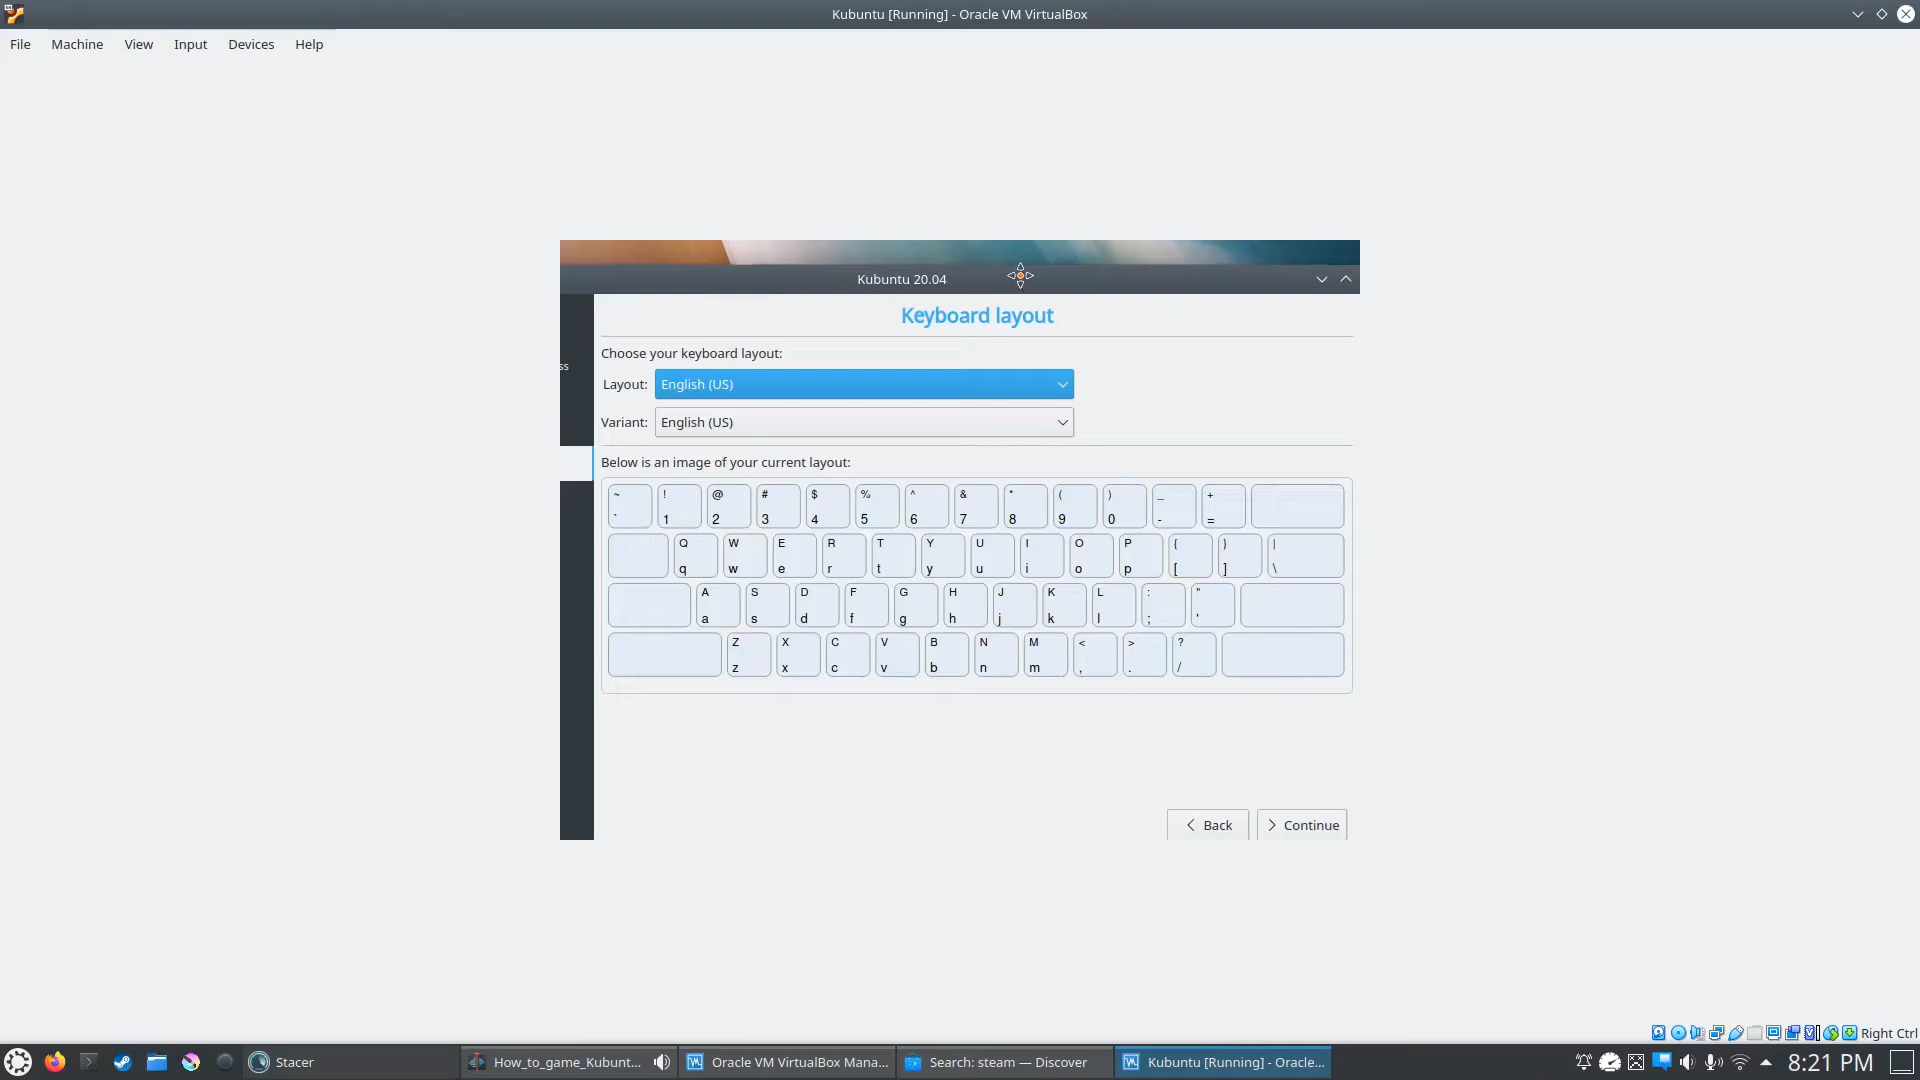 Kubuntu [Running] - Oracle VM VirtualBox
File Machine View Input Devices Help
Kubuntu 20.04
ss
Keyboard layout
Choose your keyboard layout:
Layout: English (US)
Variant: English (US)
Below is an image of your current layout:
~ ! @ # $ % ^ & * ( ) _ +
` 1 2 3 4 5 6 7 8 9 0 - =
Q W E R T Y U I O P { } |
q w e r t y u i o p [ ] \
A S D F G H J K L : "
a s d f g h j k l ; '
Z X C V B N M < > ?
z x c v b n m , . /
Back Continue
Right Ctrl
Stacer How_to_game_Kubunt... Oracle VM VirtualBox Mana... Search: steam — Discover Kubuntu [Running] - Oracle... 8:21 PM